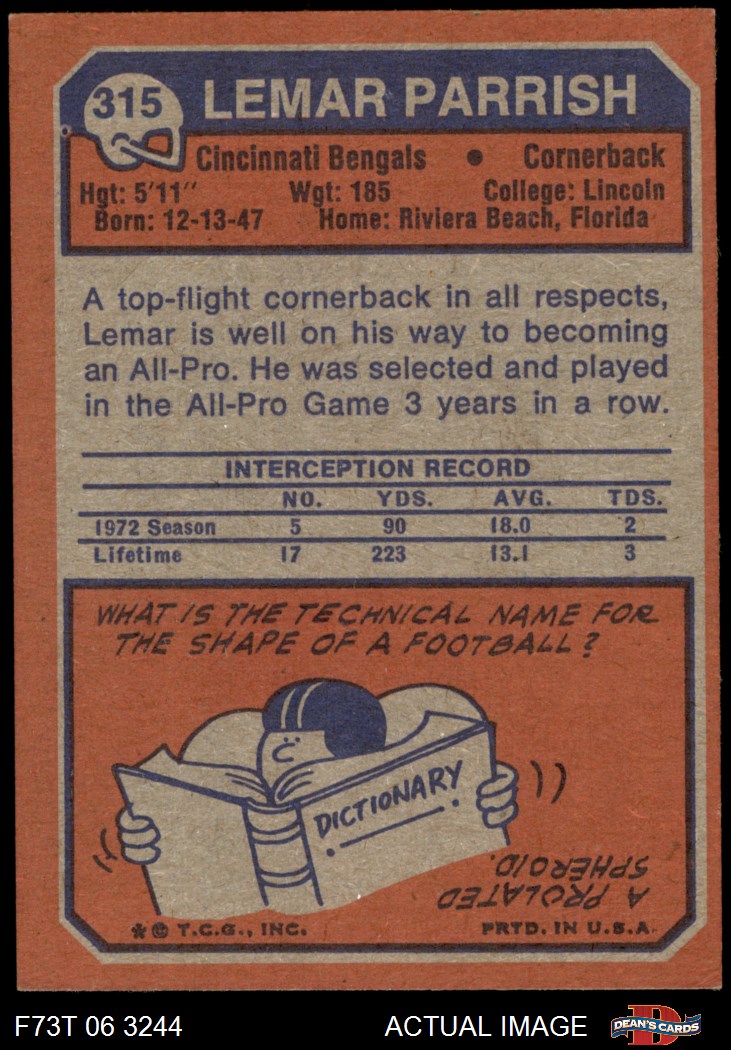 315 LEMAR PARRISH
Cincinnati Bengals • Cornerback
Hgt: 5'11" Wgt: 185 College: Lincoln
Born: 12-13-47 Home: Riviera Beach, Florida
A top-flight cornerback in all respects,
Lemar is well on his way to becoming
an All-Pro. He was selected and played
in the All-Pro Game 3 years in a row.
INTERCEPTION RECORD
NO. YDS. AVG. TDS.
1972 Season 5 90 18.0 2
Lifetime 17 223 13.1 3
WHAT IS THE TECHNICAL NAME FOR
THE SHAPE OF A FOOTBALL?
DICTIONARY
A PROLATED
SPHEROID.
*© T.C.G., INC. PRTD. IN U.S.A.
F73T 06 3244 ACTUAL IMAGE D DEAN'S CARDS